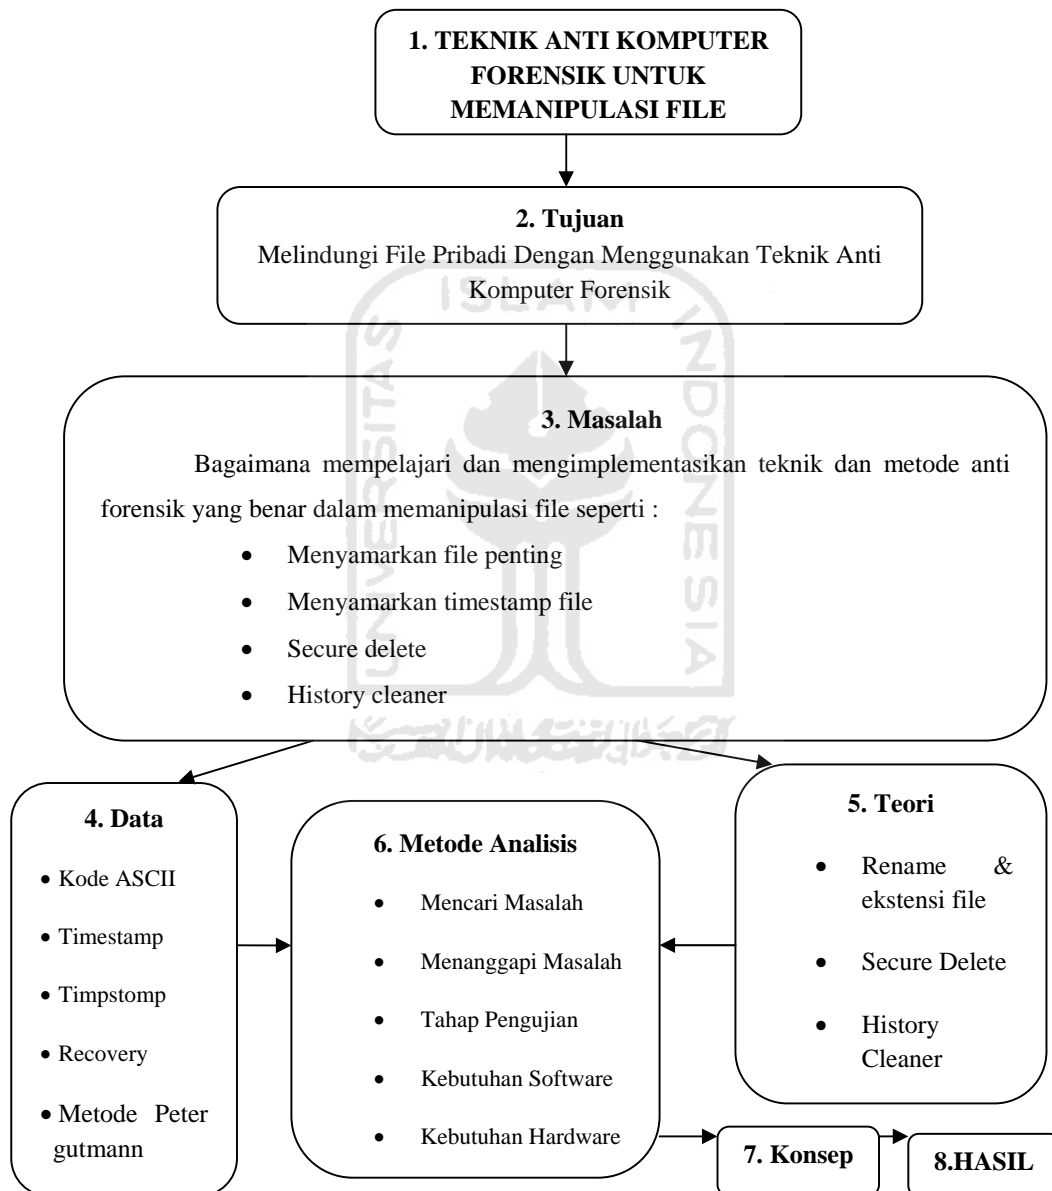 1. TEKNIK ANTI KOMPUTER
FORENSIK UNTUK
MEMANIPULASI FILE
2. Tujuan
Melindungi File Pribadi Dengan Menggunakan Teknik Anti
Komputer Forensik
UNIVERSITAS ISLAM INDONESIA
3. Masalah
Bagaimana mempelajari dan mengimplementasikan teknik dan metode anti
forensik yang benar dalam memanipulasi file seperti :
• Menyamarkan file penting
• Menyamarkan timestamp file
• Secure delete
• History cleaner
4. Data
• Kode ASCII
• Timestamp
• Timpstomp
• Recovery
• Metode Peter
gutmann
6. Metode Analisis
• Mencari Masalah
• Menanggapi Masalah
• Tahap Pengujian
• Kebutuhan Software
• Kebutuhan Hardware
5. Teori
• Rename &
ekstensi file
• Secure Delete
• History
Cleaner
7. Konsep
8.HASIL